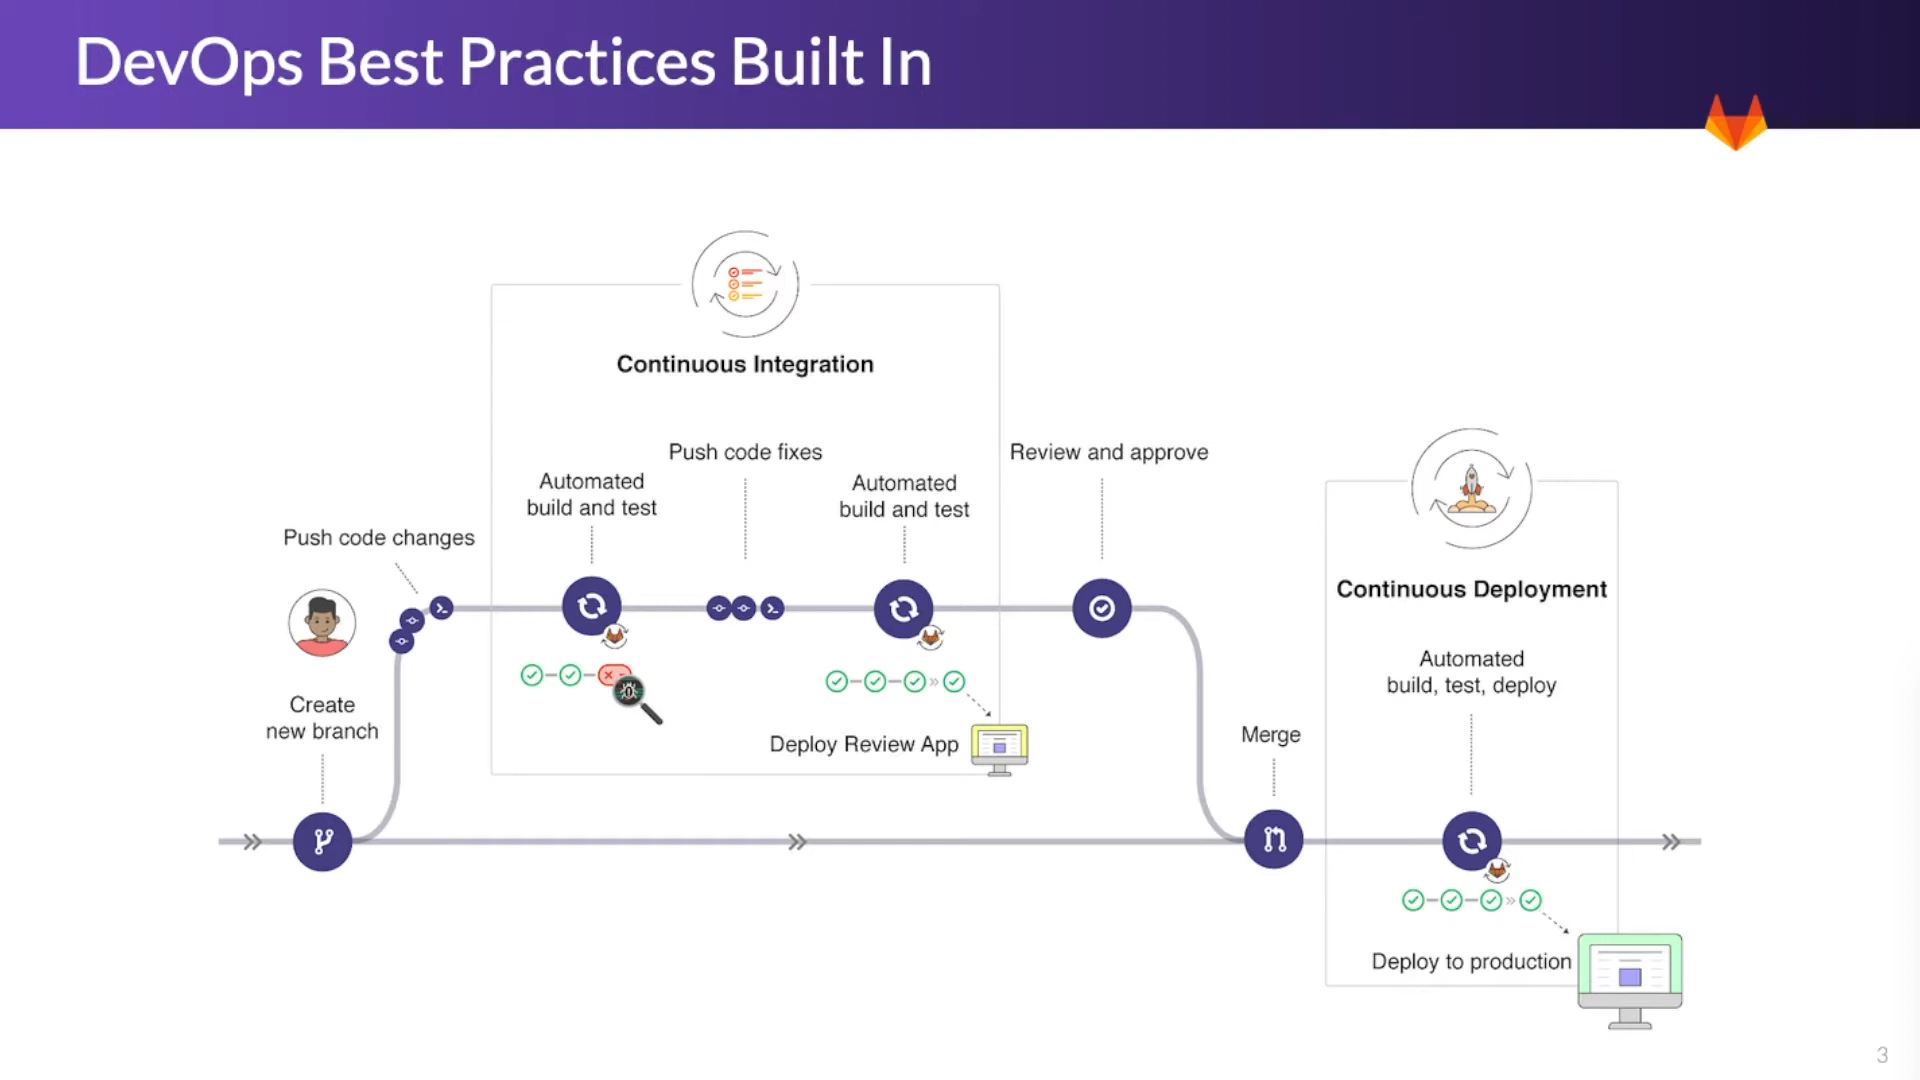 DevOps Best Practices Built In
Continuous Integration
Push code fixes
Review and approve
Automated
build and test
Automated
build and test
Push code changes
Create
new branch
Deploy Review App
Merge
Continuous Deployment
Automated
build, test, deploy
Deploy to production
3